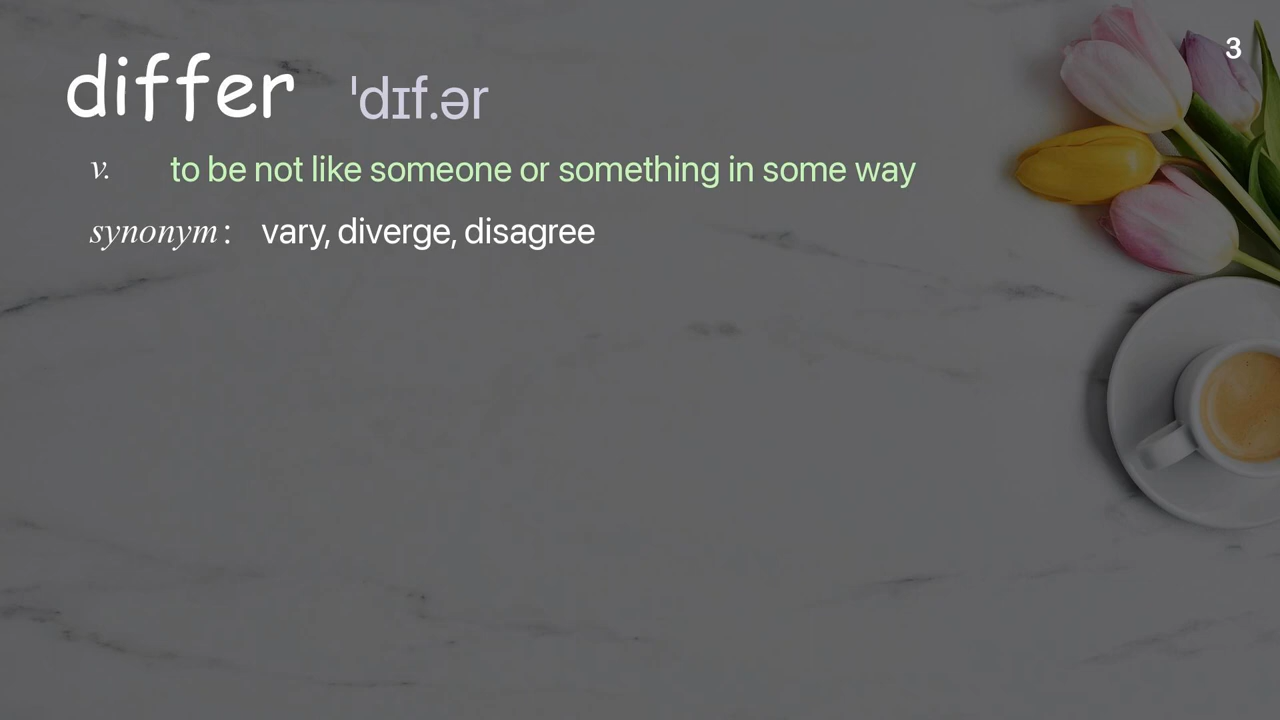 3
differ ˈdɪf.ər
v. to be not like someone or something in some way
synonym: vary, diverge, disagree